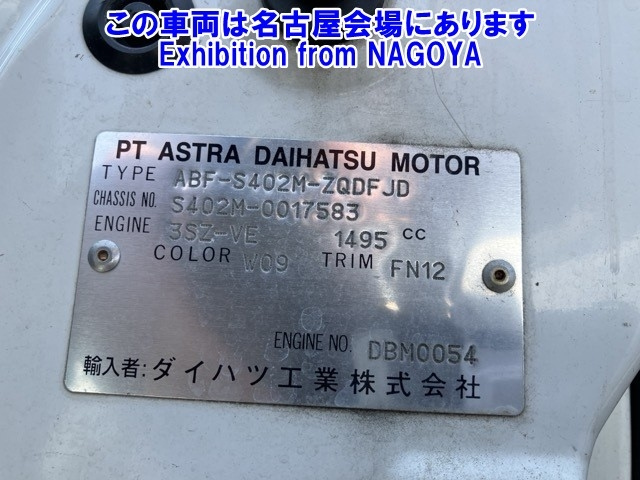 この車両は名古屋会場にあります
Exhibition from NAGOYA
PT ASTRA DAIHATSU MOTOR
TYPE ABF-S402M-ZQDFJD
CHASSIS NO. S402M-0017583
ENGINE 3SZ-VE 1495 CC
COLOR W09 TRIM FN12
ENGINE NO. DBM0054
輸入者:ダイハツ工業株式会社